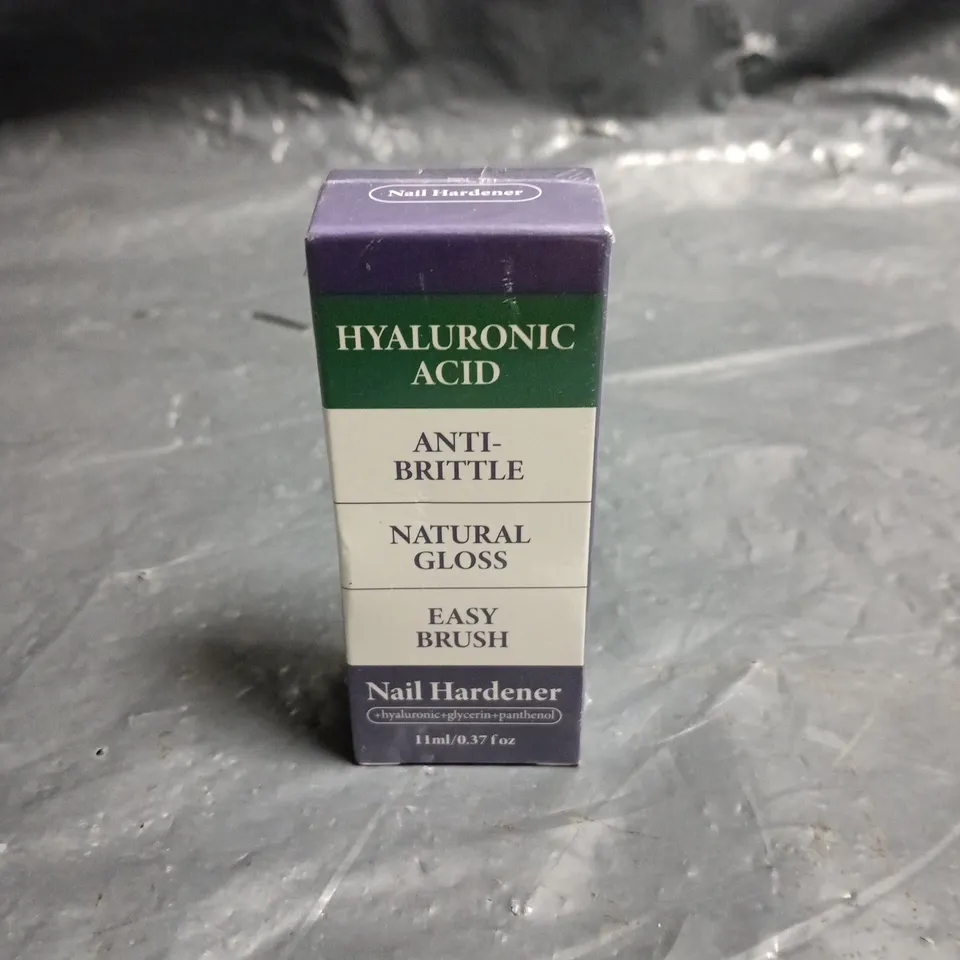 Nail Hardener
HYALURONIC
ACID
ANTI-
BRITTLE
NATURAL
GLOSS
EASY
BRUSH
Nail Hardener
+hyaluronic+glycerin+panthenol
11ml/0.37 f oz